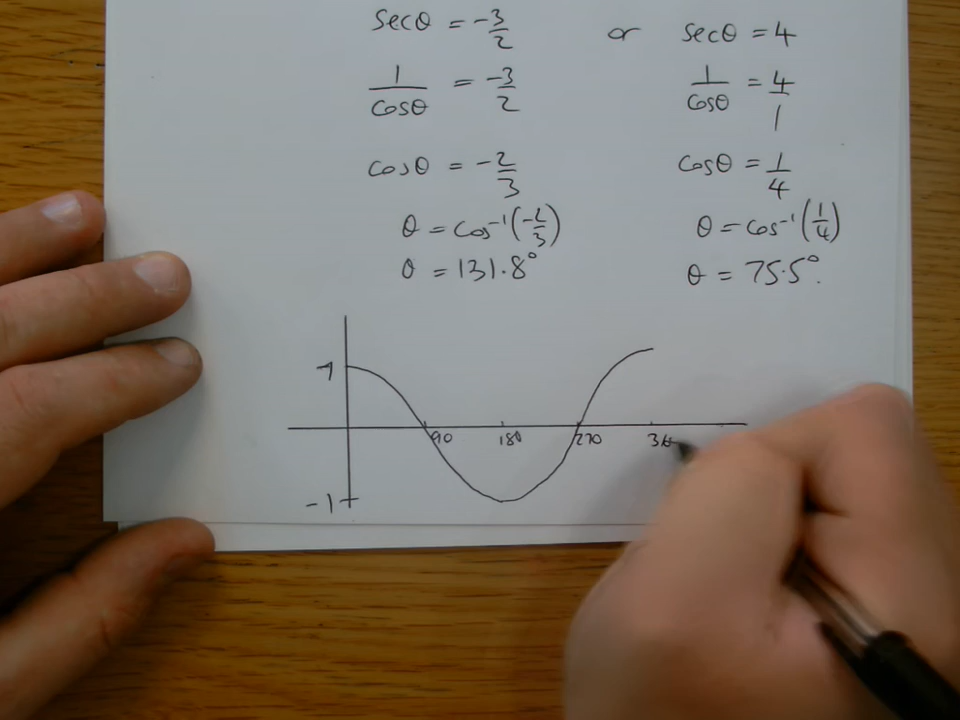 secθ = -3/2 or secθ = 4
1/cosθ = -3/2 1/cosθ = 4/1
cosθ = -2/3 cosθ = 1/4
θ = cos⁻¹(-2/3) θ = cos⁻¹(1/4)
θ = 131.8° θ = 75.5°.
1
90 180 270 36
-1